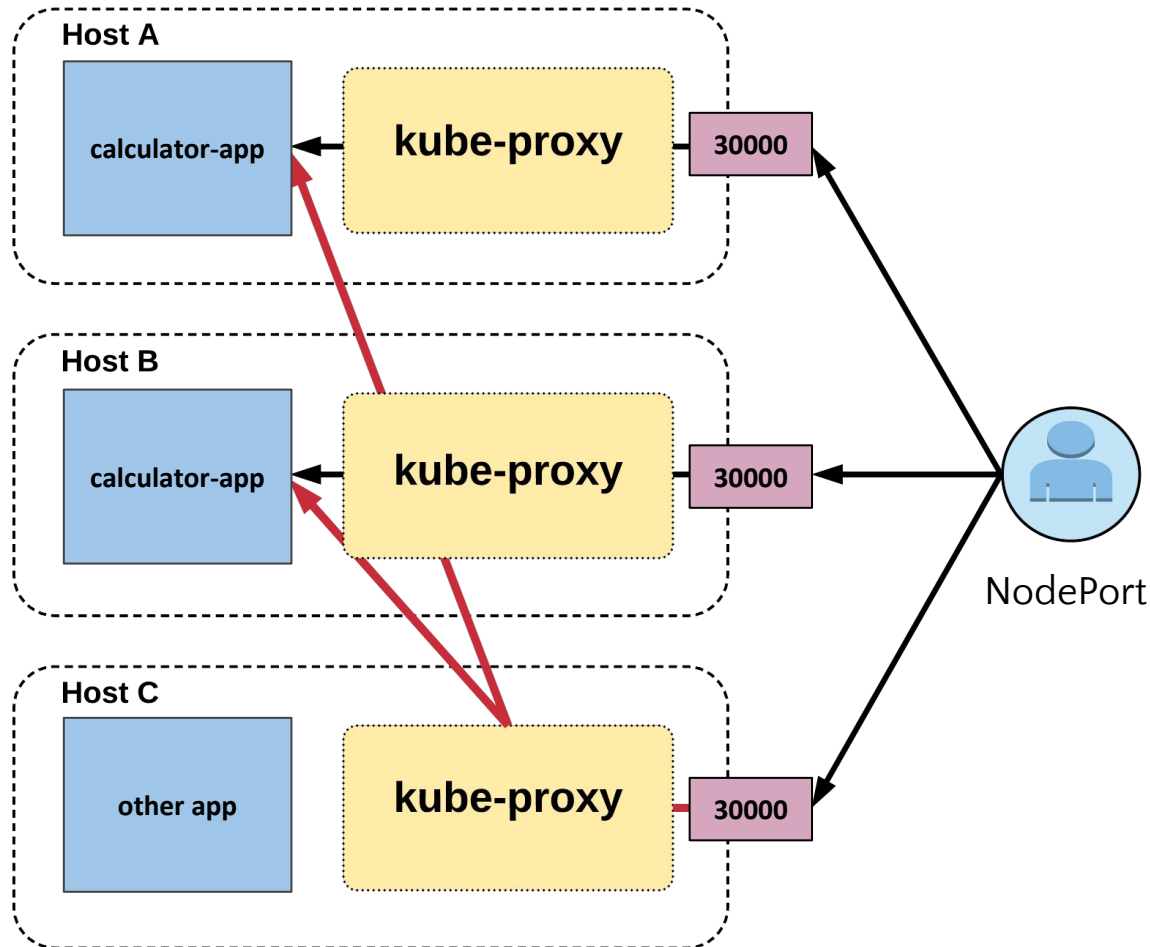 Host A
calculator-app
kube-proxy
30000
Host B
calculator-app
kube-proxy
30000
NodePort
Host C
other app
kube-proxy
30000